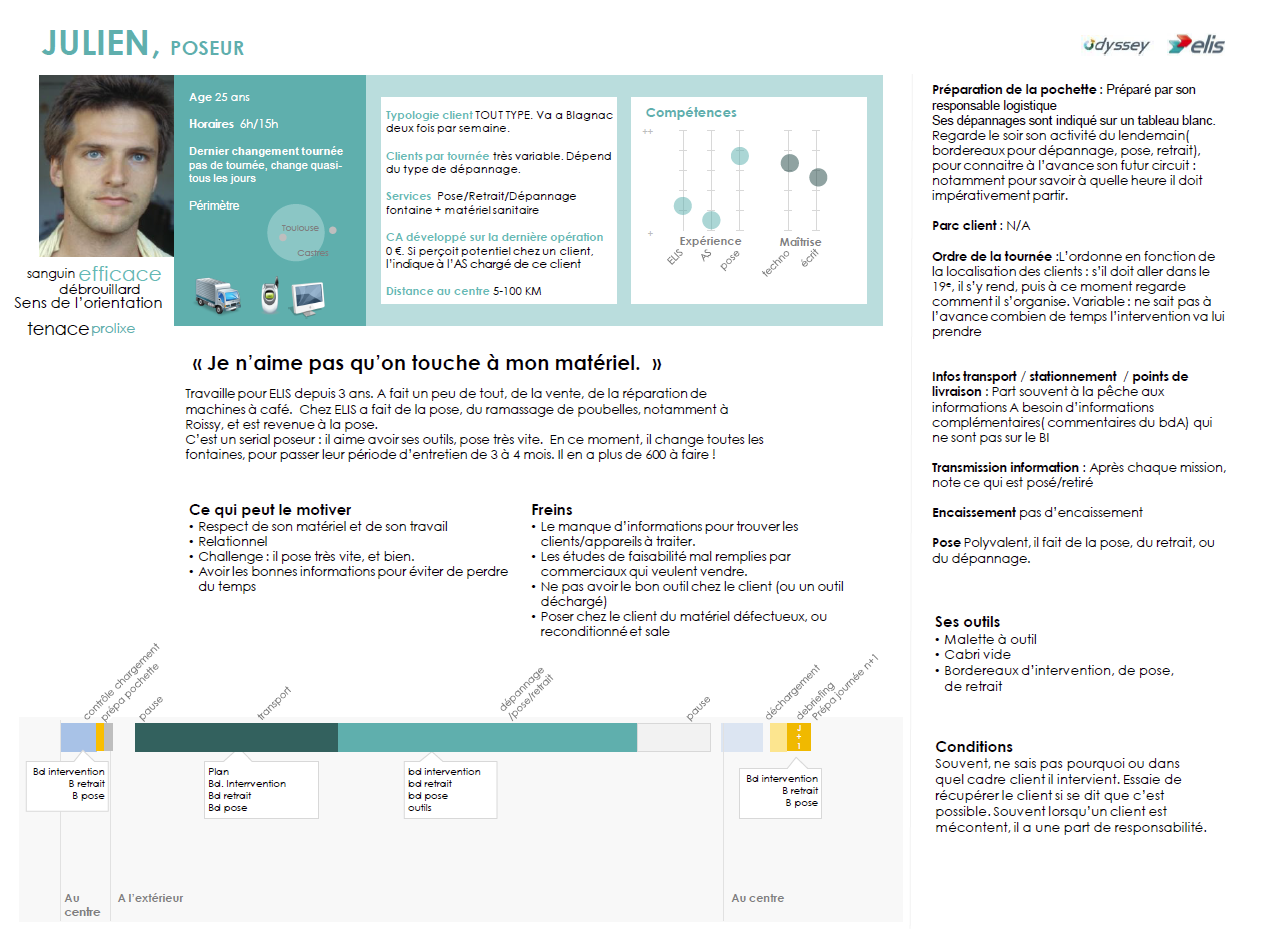 JULIEN, POSEUR
odyssey elis
Age 25 ans
Horaires 6h/15h
Dernier changement tournée
pas de tournée, change quasi-
tous les jours
Périmètre
Toulouse
Castres
sanguin efficace
débrouillard
Sens de l’orientation
tenace prolixe
Typologie client TOUT TYPE. Va a Blagnac
deux fois par semaine.
Clients par tournée très variable. Dépend
du type de dépannage.
Services Pose/Retrait/Dépannage
fontaine + matériel sanitaire
CA développé sur la dernière opération
0 €. Si perçoit potentiel chez un client,
l’indique à l’AS chargé de ce client
Distance au centre 5-100 KM
Compétences
++
+
Expérience
Maîtrise
ELIS
AS
pose
techno
écrit
« Je n’aime pas qu’on touche à mon matériel. »
Travaille pour ELIS depuis 3 ans. A fait un peu de tout, de la vente, de la réparation de
machines à café. Chez ELIS a fait de la pose, du ramassage de poubelles, notamment à
Roissy, et est revenue à la pose.
C’est un serial poseur : il aime avoir ses outils, pose très vite. En ce moment, il change toutes les
fontaines, pour passer leur période d’entretien de 3 à 4 mois. Il en a plus de 600 à faire !
Ce qui peut le motiver
• Respect de son matériel et de son travail
• Relationnel
• Challenge : il pose très vite, et bien.
• Avoir les bonnes informations pour éviter de perdre
du temps
Freins
• Le manque d’informations pour trouver les
clients/appareils à traiter.
• Les études de faisabilité mal remplies par
commerciaux qui veulent vendre.
• Ne pas avoir le bon outil chez le client (ou un outil
déchargé)
• Poser chez le client du matériel défectueux, ou
reconditionné et sale
contrôle chargement
prépa pochette
pause
transport
dépannage
/pose/retrait
pause
déchargement
debriefing
Prépa journée n+1
J
+
1
Bd intervention
B retrait
B pose
Plan
Bd. Interrvention
Bd retrait
Bd pose
bd intervention
bd retrait
bd pose
outils
Bd intervention
B retrait
B pose
Au
centre
A l’extérieur
Au centre
Préparation de la pochette : Préparé par son
responsable logistique
Ses dépannages sont indiqué sur un tableau blanc.
Regarde le soir son activité du lendemain(
bordereaux pour dépannage, pose, retrait),
pour connaitre à l’avance son futur circuit :
notamment pour savoir à quelle heure il doit
impérativement partir.
Parc client : N/A
Ordre de la tournée :L’ordonne en fonction de
la localisation des clients : s’il doit aller dans le
19e, il s’y rend, puis à ce moment regarde
comment il s’organise. Variable : ne sait pas à
l’avance combien de temps l’intervention va lui
prendre
Infos transport / stationnement / points de
livraison : Part souvent à la pêche aux
informations A besoin d’informations
complémentaires( commentaires du bdA) qui
ne sont pas sur le BI
Transmission information : Après chaque mission,
note ce qui est posé/retiré
Encaissement pas d’encaissement
Pose Polyvalent, il fait de la pose, du retrait, ou
du dépannage.
Ses outils
• Malette à outil
• Cabri vide
• Bordereaux d’intervention, de pose,
de retrait
Conditions
Souvent, ne sais pas pourquoi ou dans
quel cadre client il intervient. Essaie de
récupérer le client si se dit que c’est
possible. Souvent lorsqu’un client est
mécontent, il a une part de responsabilité.